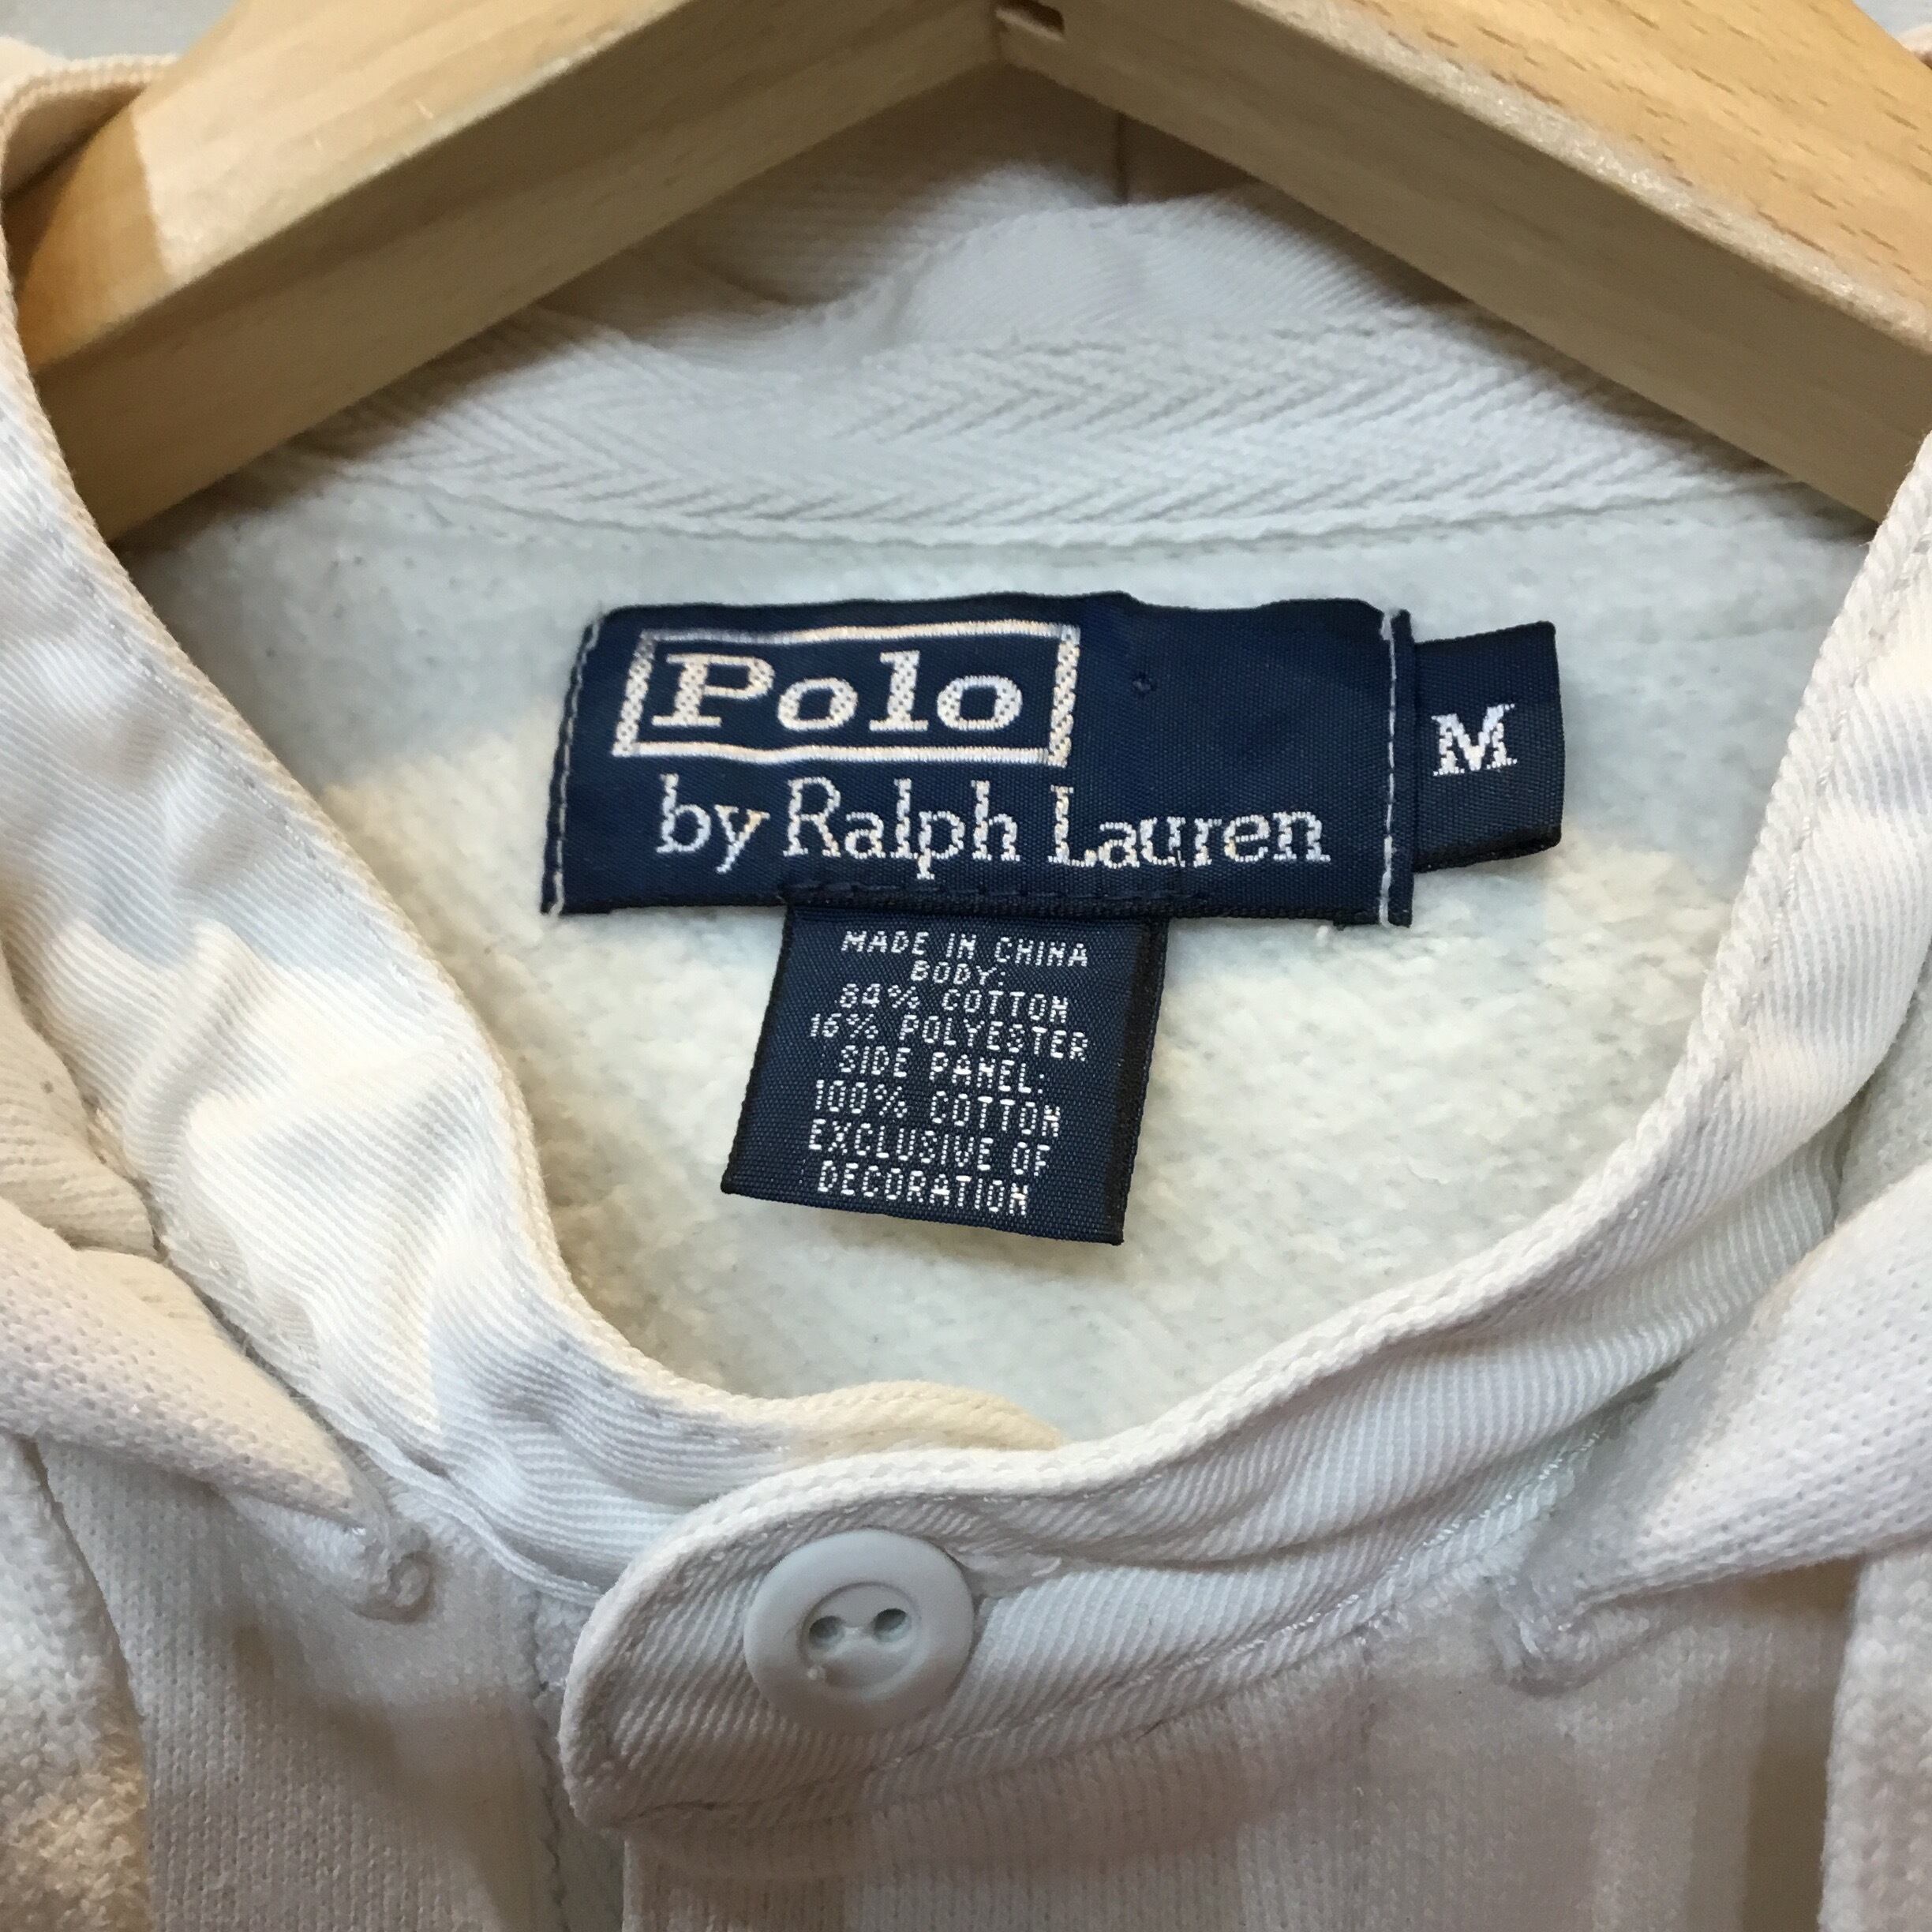 Polo
by Ralph Lauren
M
MADE IN CHINA
BODY:
84% COTTON
16% POLYESTER
SIDE PANEL:
100% COTTON
EXCLUSIVE OF
DECORATION